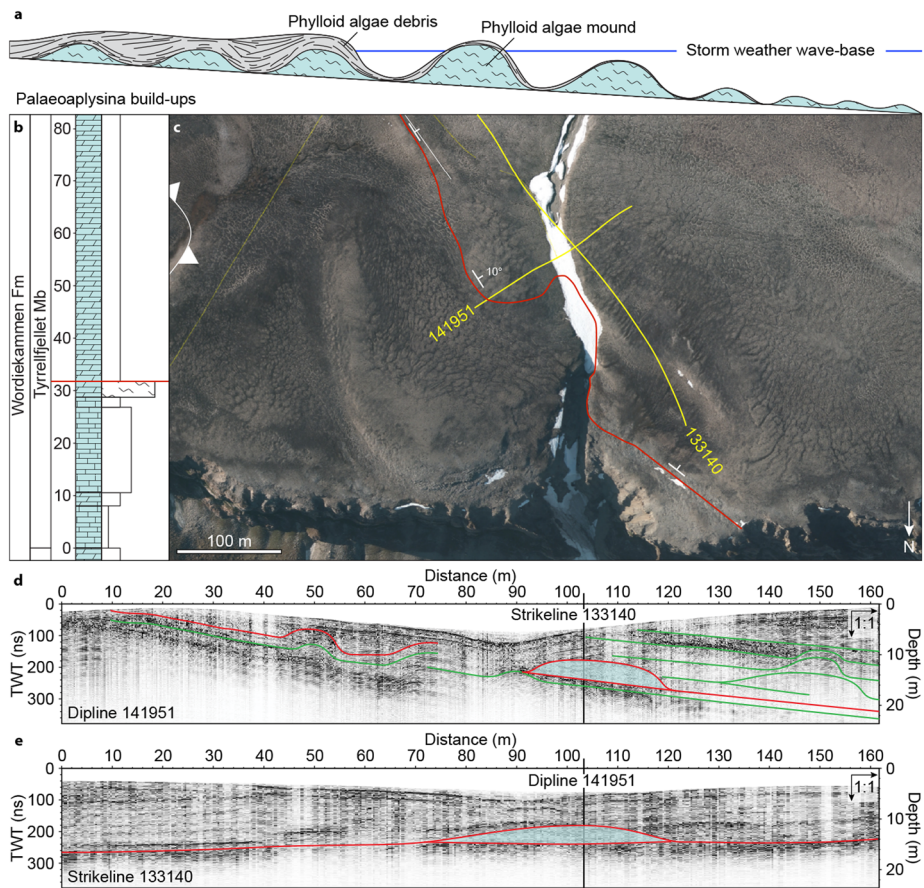 a
Phylloid algae debris
Phylloid algae mound
Storm weather wave-base
Palaeoaplysina build-ups
b
c
Wordiekammen Fm
Tyrrellfjellet Mb
80
70
60
50
40
30
20
10
0
10°
141951
133140
100 m
N
d
Distance (m)
0 10 20 30 40 50 60 70 80 90 100 110 120 130 140 150 160
Strikeline 133140
1:1
TWT (ns)
0
100
200
300
Depth (m)
0
10
20
Dipline 141951
e
Distance (m)
0 10 20 30 40 50 60 70 80 90 100 110 120 130 140 150 160
Dipline 141951
1:1
TWT (ns)
0
100
200
300
Depth (m)
0
10
20
Strikeline 133140